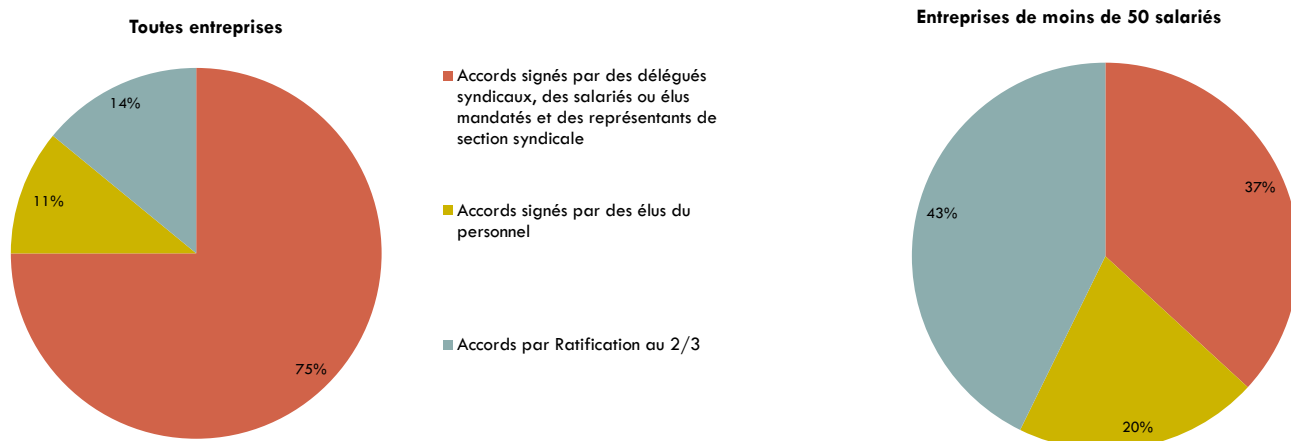 Toutes entreprises
14%
11%
75%
Accords signés par des délégués
syndicaux, des salariés ou élus
mandatés et des représentants de
section syndicale
Accords signés par des élus du
personnel
Accords par Ratification au 2/3
Entreprises de moins de 50 salariés
37%
43%
20%